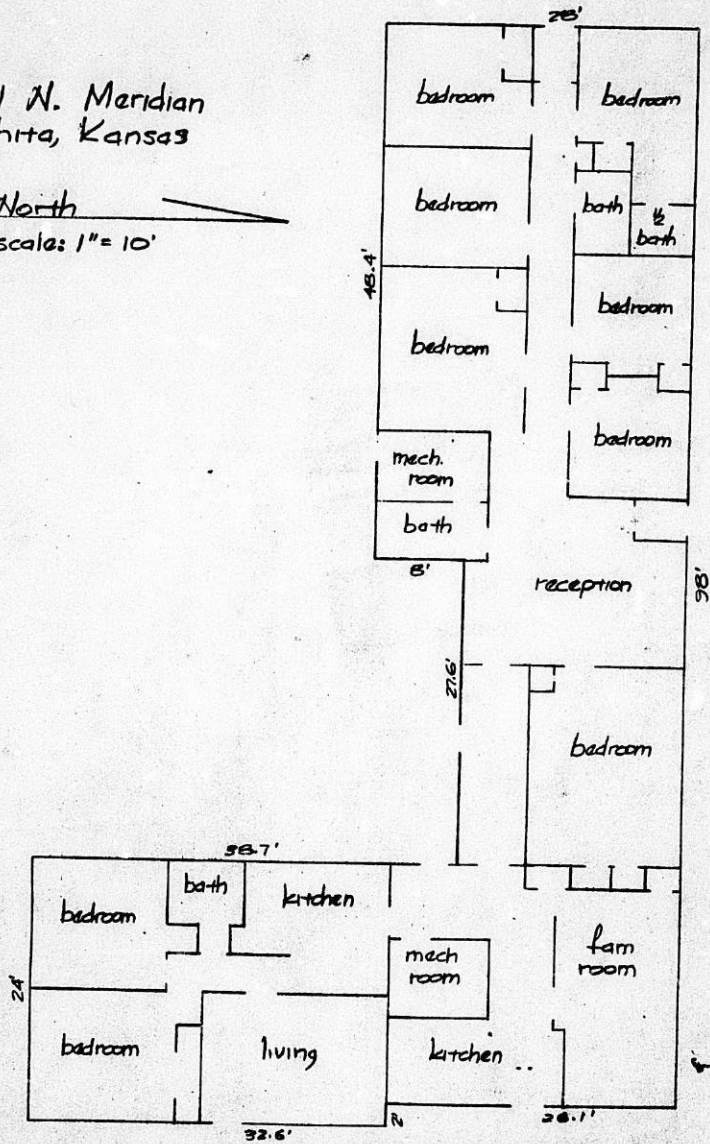 N. Meridian
Kansas
North
scale: 1"= 10'
28'
bedroom
bedroom
bedroom
bath
½
bath
48.4'
bedroom
bedroom
bedroom
mech.
room
bath
8'
reception
98'
27.6'
bedroom
38.7'
bedroom
bath
kitchen
mech
room
fam
room
24'
bedroom
living
kitchen
32.6'
2'
26.1'